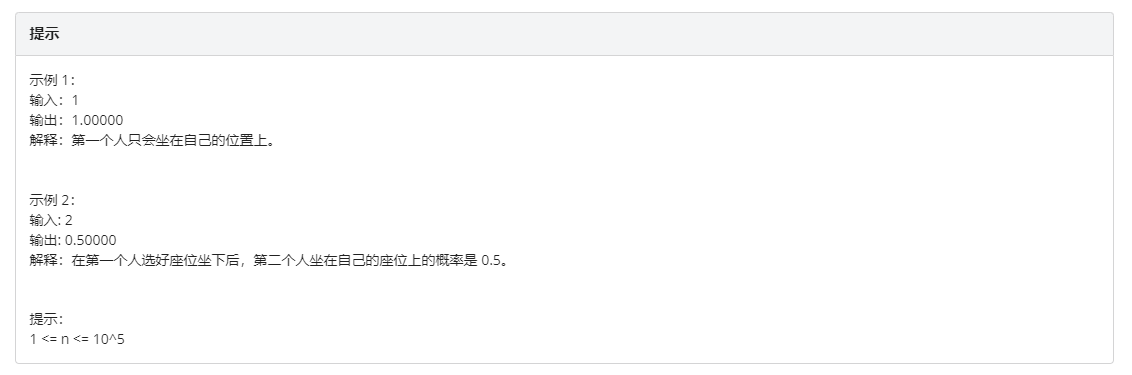 提示
示例 1：
输入：1
输出：1.00000
解释：第一个人只会坐在自己的位置上。
示例 2：
输入: 2
输出: 0.50000
解释：在第一个人选好座位坐下后，第二个人坐在自己的座位上的概率是 0.5。
提示：
1 <= n <= 10^5